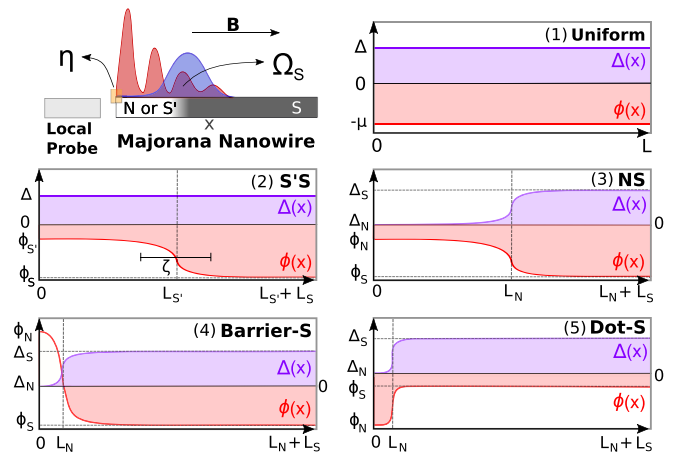 B
η
Ω_S
N or S'
S
x
Local
Probe
Majorana Nanowire
(1) Uniform
Δ
Δ(x)
0
-μ
ϕ(x)
0
L
(2) S'S
Δ
Δ(x)
0
ϕ_S'
ζ
ϕ(x)
ϕ_S
0
L_S'
L_S'+L_S
(3) NS
Δ_S
Δ(x)
Δ_N
0
ϕ_N
ϕ(x)
ϕ_S
0
L_N
L_N+L_S
(4) Barrier-S
ϕ_N
Δ_S
Δ(x)
Δ_N
0
ϕ(x)
ϕ_S
0
L_N
L_N+L_S
(5) Dot-S
Δ_S
Δ(x)
Δ_N
0
ϕ_S
ϕ(x)
ϕ_N
0
L_N
L_N+L_S